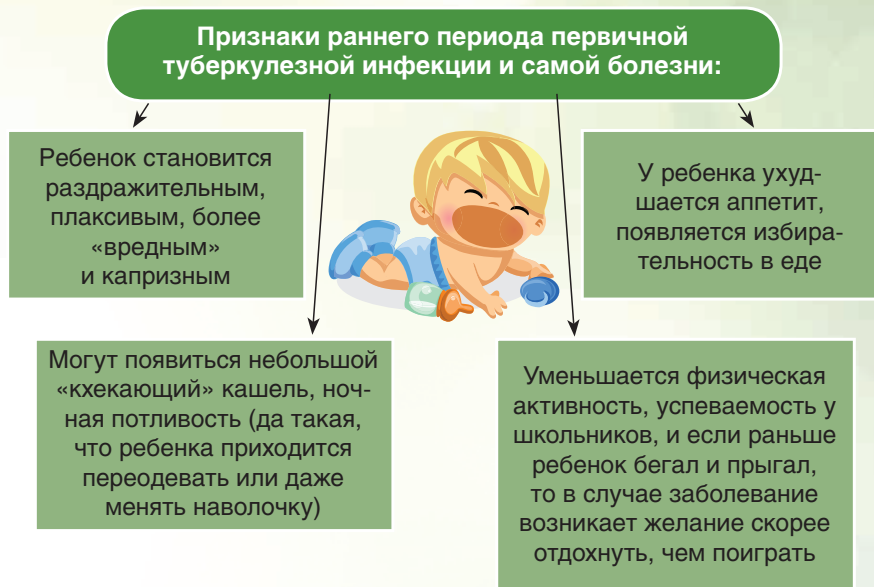 Признаки раннего периода первичной
туберкулезной инфекции и самой болезни:
Ребенок становится
раздражительным,
плаксивым, более
«вредным»
и капризным
У ребенка ухуд-
шается аппетит,
появляется избира-
тельность в еде
Могут появиться небольшой
«кхекающий» кашель, ноч-
ная потливость (да такая,
что ребенка приходится
переодевать или даже
менять наволочку)
Уменьшается физическая
активность, успеваемость у
школьников, и если раньше
ребенок бегал и прыгал,
то в случае заболевание
возникает желание скорее
отдохнуть, чем поиграть